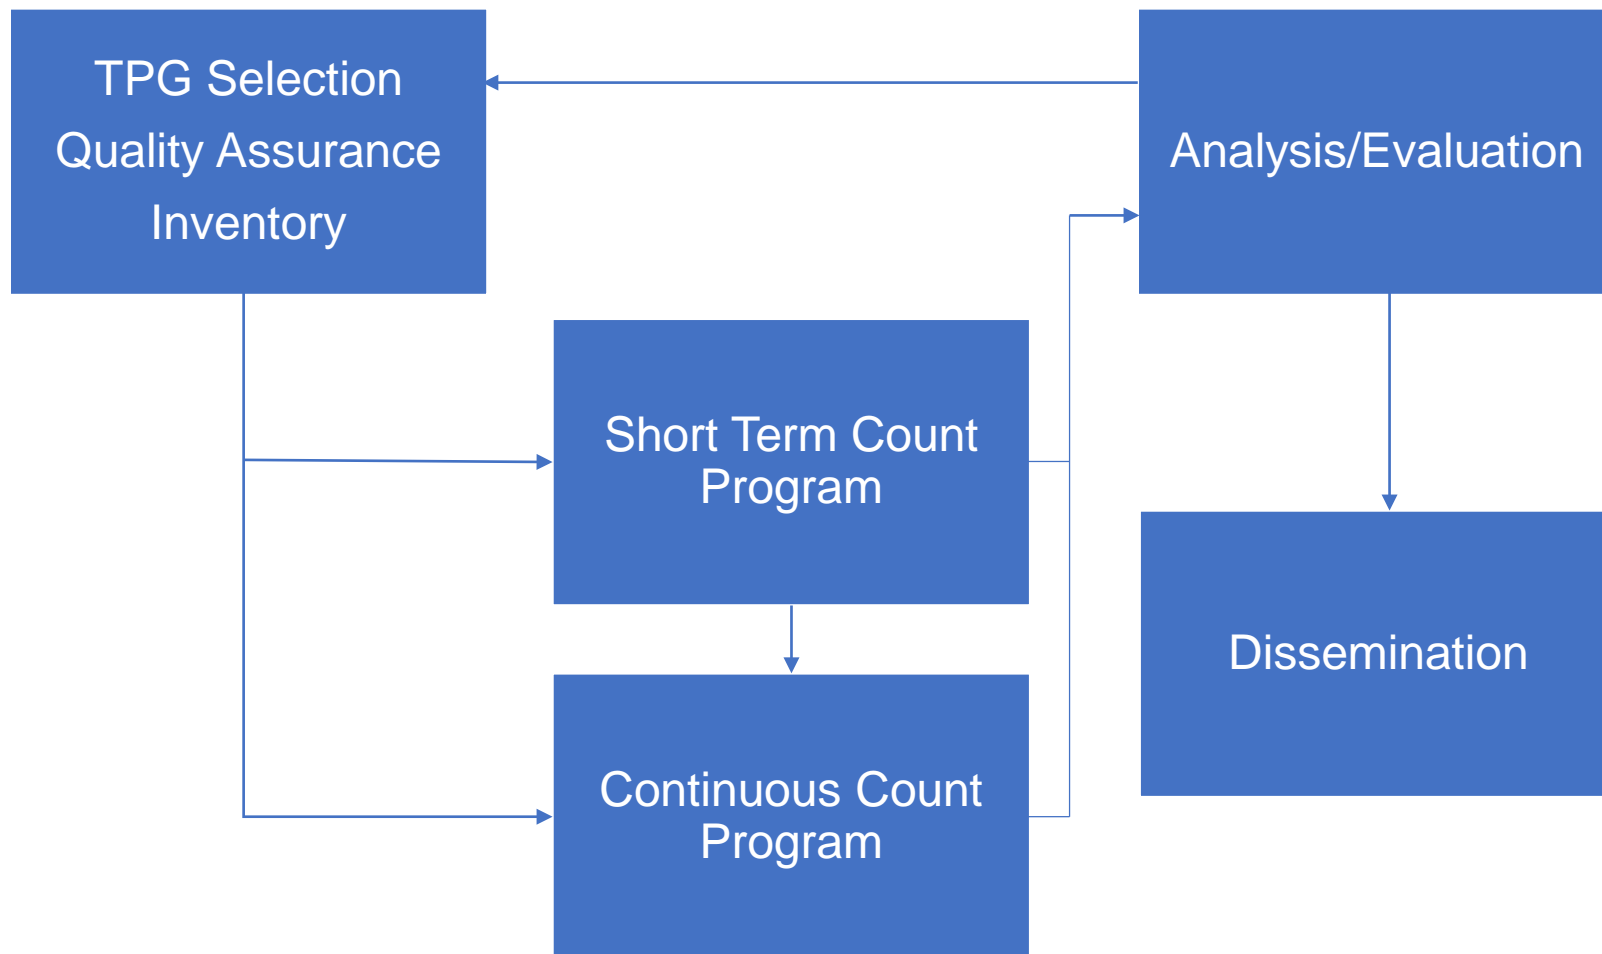 TPG Selection
Quality Assurance
Inventory
Analysis/Evaluation
Short Term Count
Program
Continuous Count
Program
Dissemination